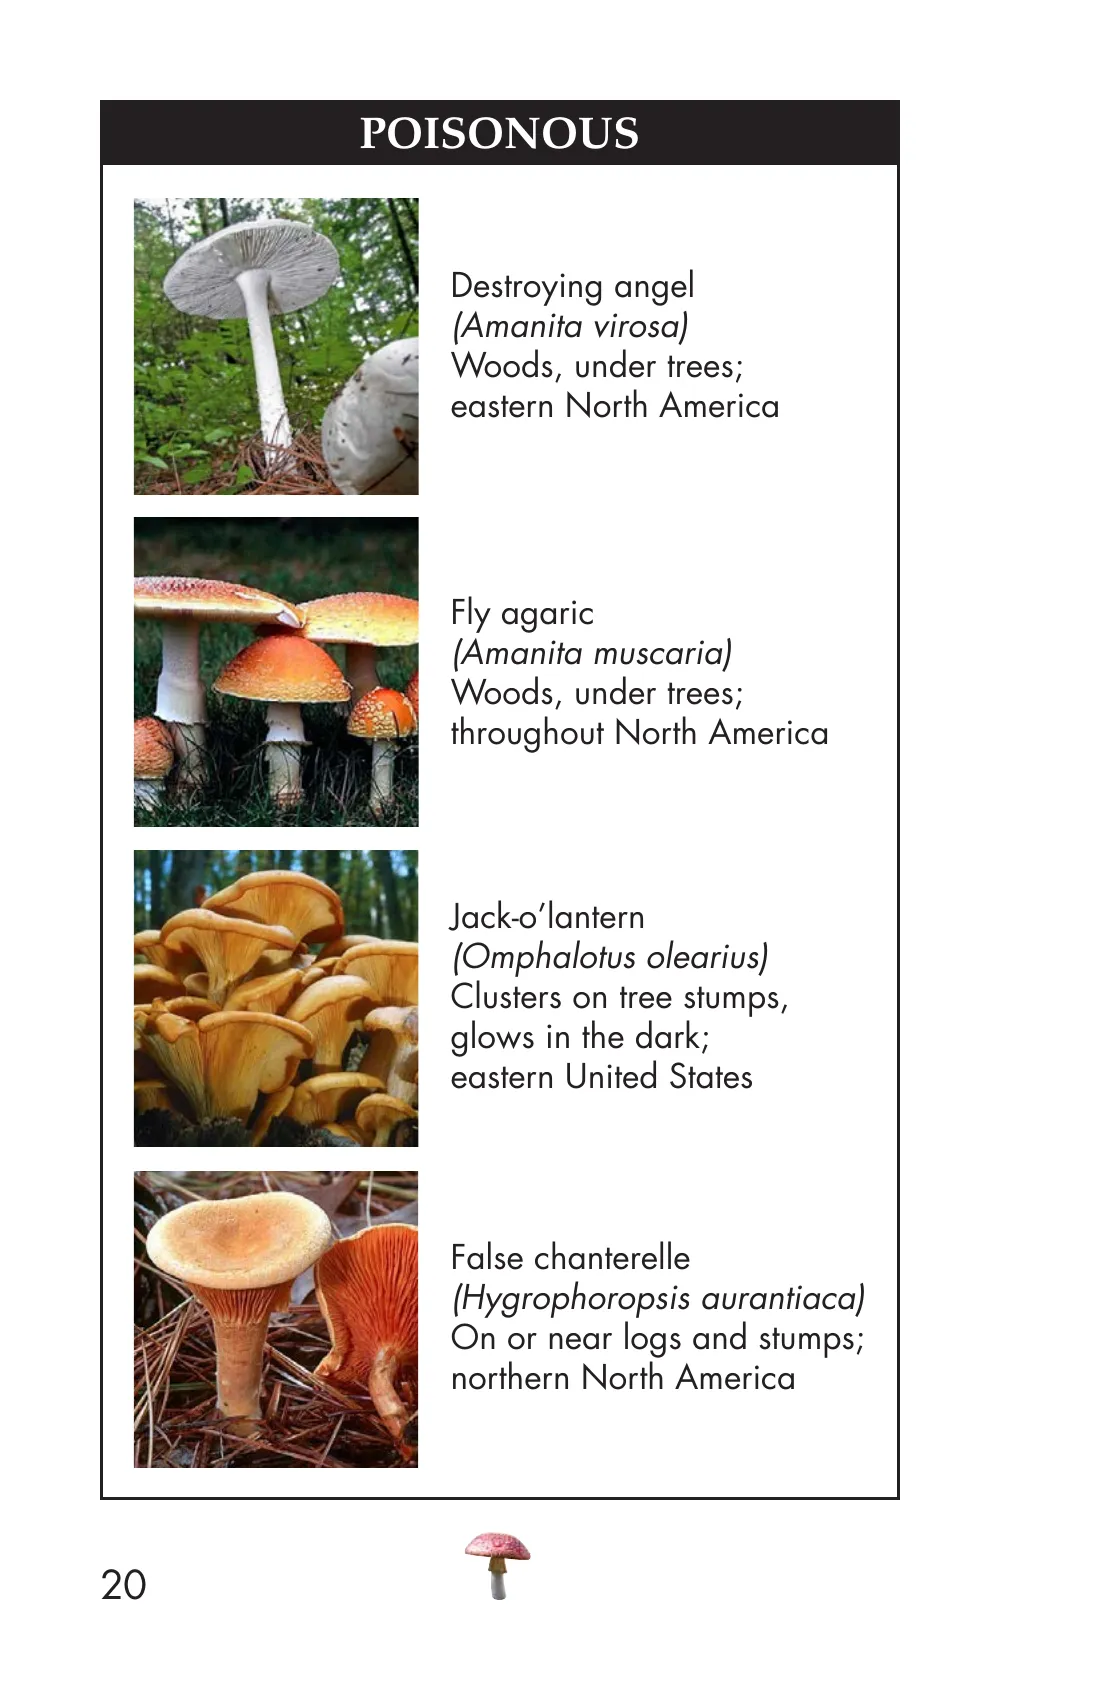 POISONOUS
Destroying angel
(Amanita virosa)
Woods, under trees;
eastern North America
Fly agaric
(Amanita muscaria)
Woods, under trees;
throughout North America
Jack-o’lantern
(Omphalotus olearius)
Clusters on tree stumps,
glows in the dark;
eastern United States
False chanterelle
(Hygrophoropsis aurantiaca)
On or near logs and stumps;
northern North America
20